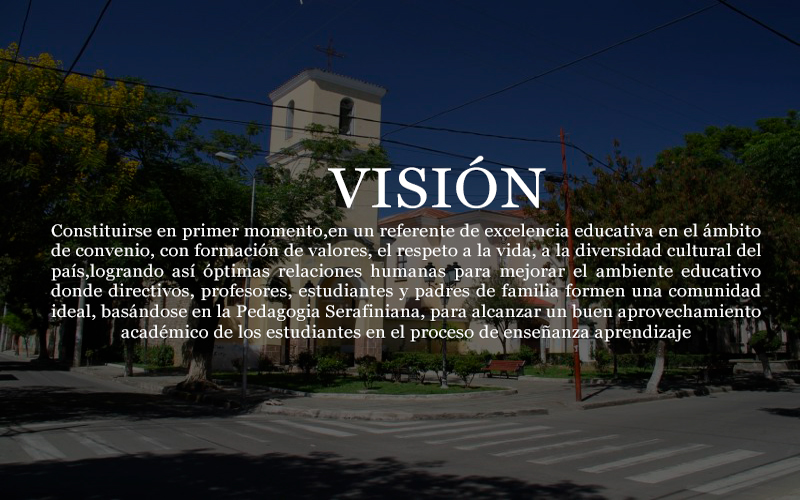 VISIÓN
Constituirse en primer momento,en un referente de excelencia educativa en el ámbito
de convenio, con formación de valores, el respeto a la vida, a la diversidad cultural del
país,logrando así óptimas relaciones humanas para mejorar el ambiente educativo
donde directivos, profesores, estudiantes y padres de familia formen una comunidad
ideal, basándose en la Pedagogia Serafiniana, para alcanzar un buen aprovechamiento
académico de los estudiantes en el proceso de enseñanza aprendizaje